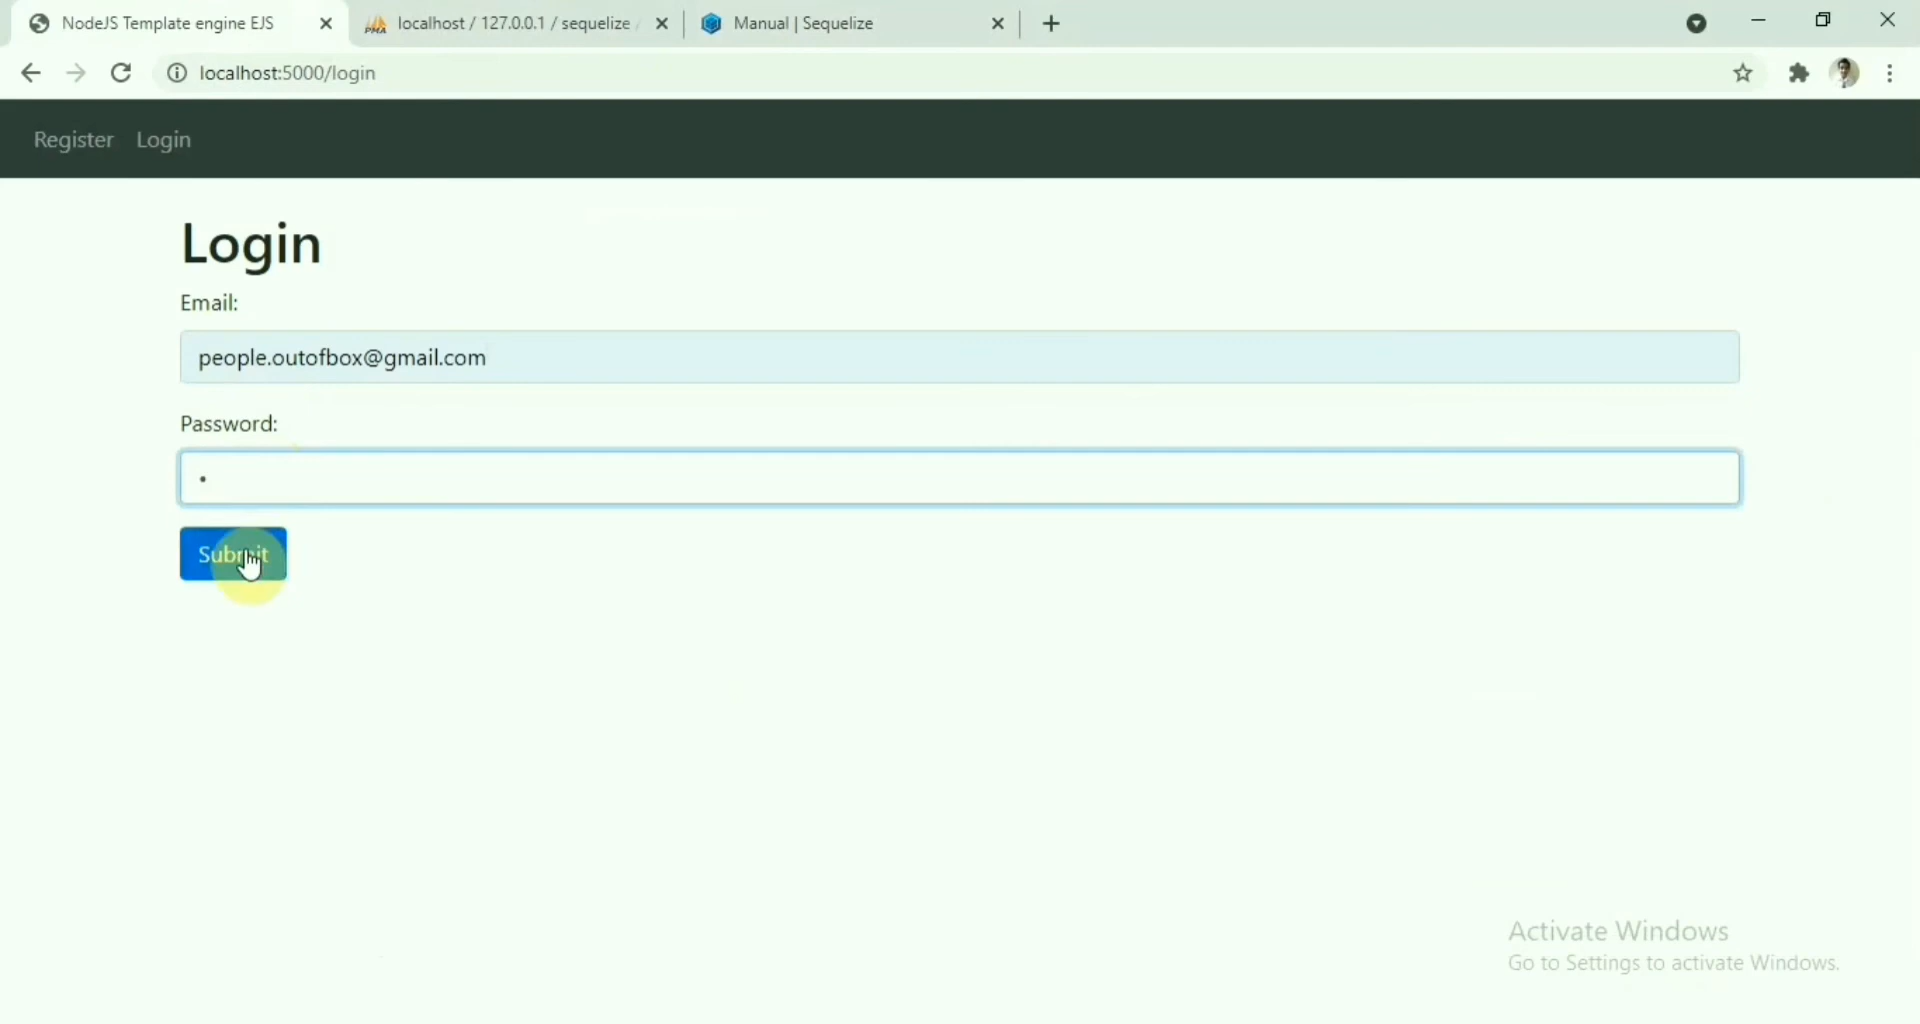 NodeJS Template engine EJS
localhost / 127.0.0.1 / sequelize /
Manual | Sequelize
localhost:5000/login
Register Login
Login
Email:
people.outofbox@gmail.com
Password:
•
Submit
Activate Windows
Go to Settings to activate Windows.